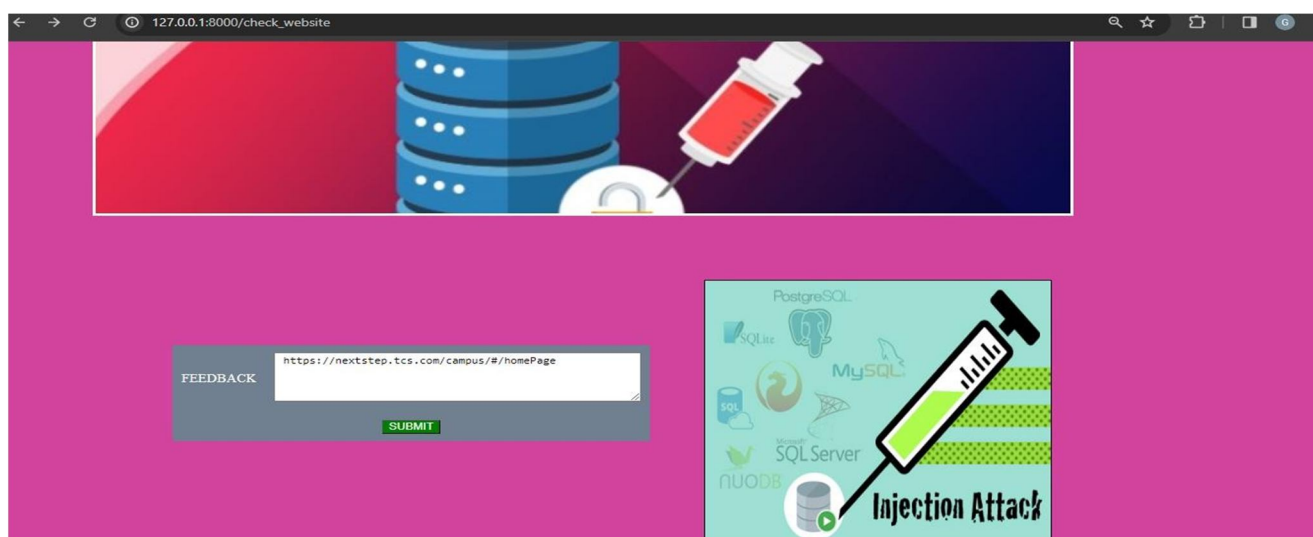 127.0.0.1:8000/check_website
G
FEEDBACK
https://nextstep.tcs.com/campus/#/homePage
SUBMIT
PostgreSQL
SQLite
MySQL
SQL
Microsoft
SQL Server
NUODB
Injection Attack